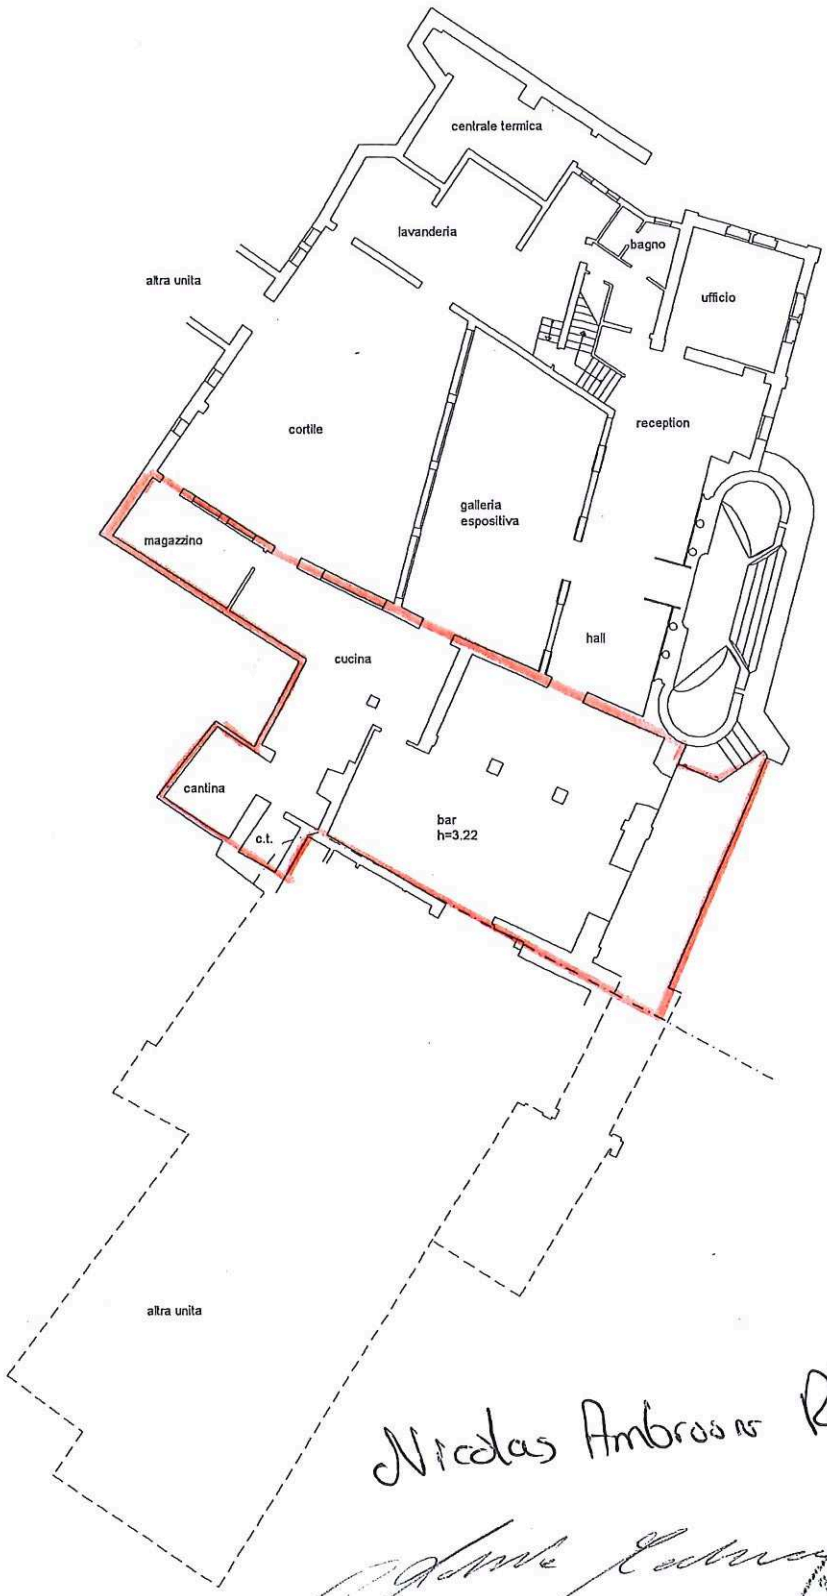 centrale termica
lavanderia
bagno
altra unita
ufficio
cortile
reception
galleria
espositiva
magazzino
hall
cucina
cantina
bar
h=3.22
c.t.
altra unita
Nicolas